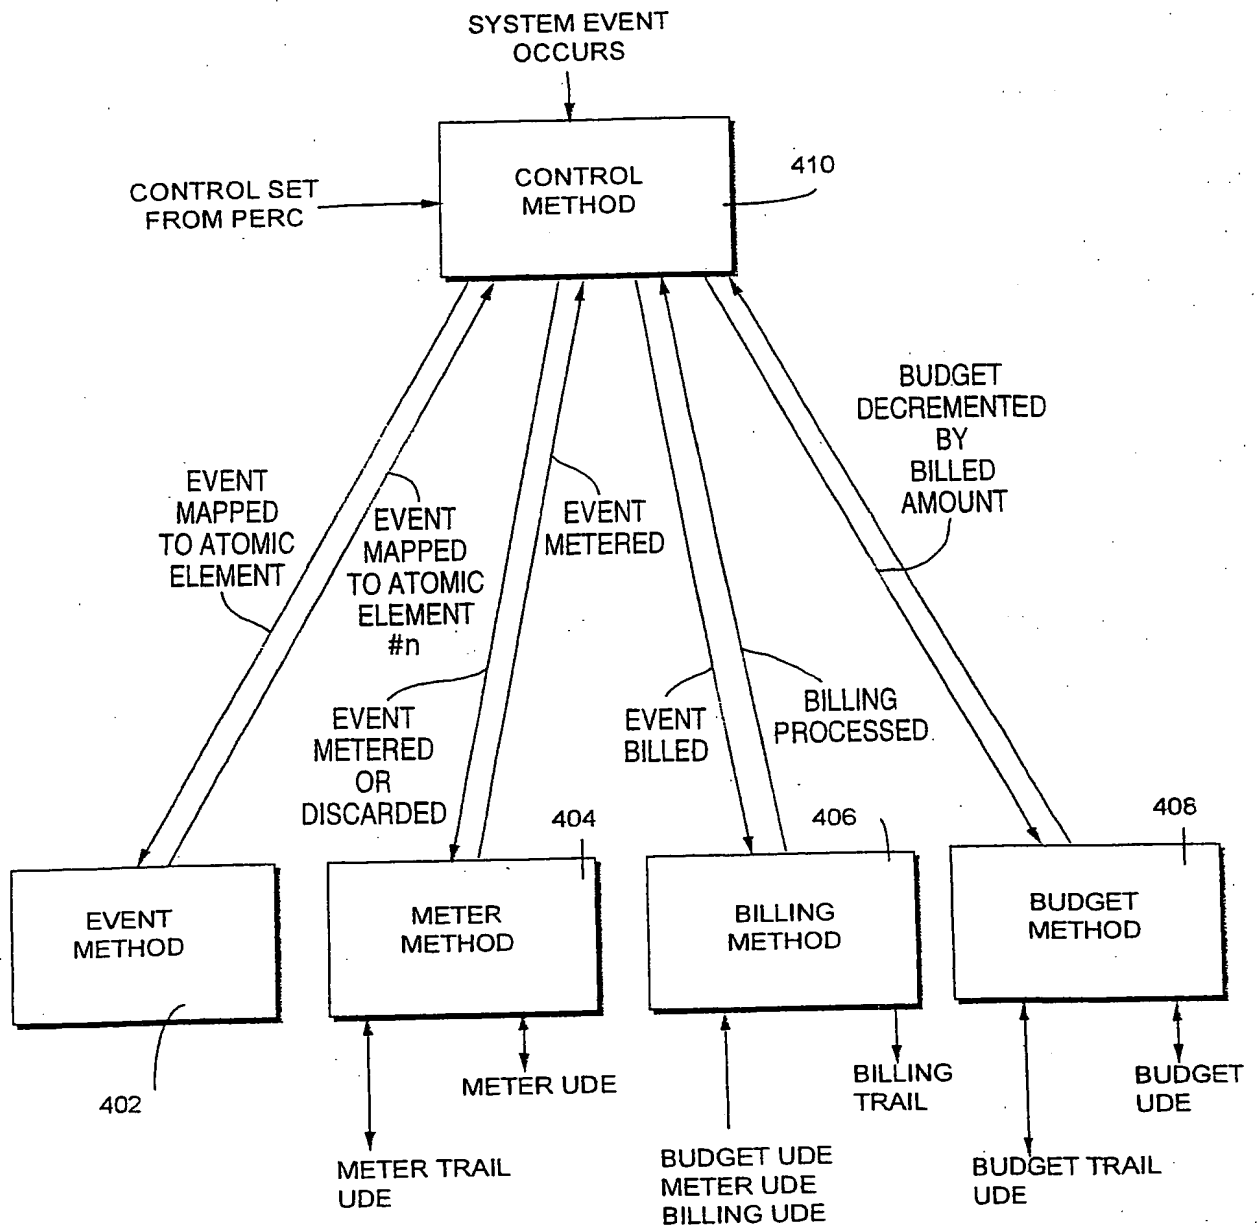 SYSTEM EVENT
OCCURS
CONTROL
METHOD
410
CONTROL SET
FROM PERC
BUDGET
DECREMENTED
BY
BILLED
AMOUNT
EVENT
MAPPED
TO ATOMIC
ELEMENT
EVENT
MAPPED
TO ATOMIC
ELEMENT
#n
EVENT
METERED
EVENT
METERED
OR
DISCARDED
EVENT
BILLED
BILLING
PROCESSED
404
406
408
EVENT
METHOD
METER
METHOD
BILLING
METHOD
BUDGET
METHOD
402
METER UDE
METER TRAIL
UDE
BILLING
TRAIL
BUDGET UDE
METER UDE
BILLING UDE
BUDGET
UDE
BUDGET TRAIL
UDE